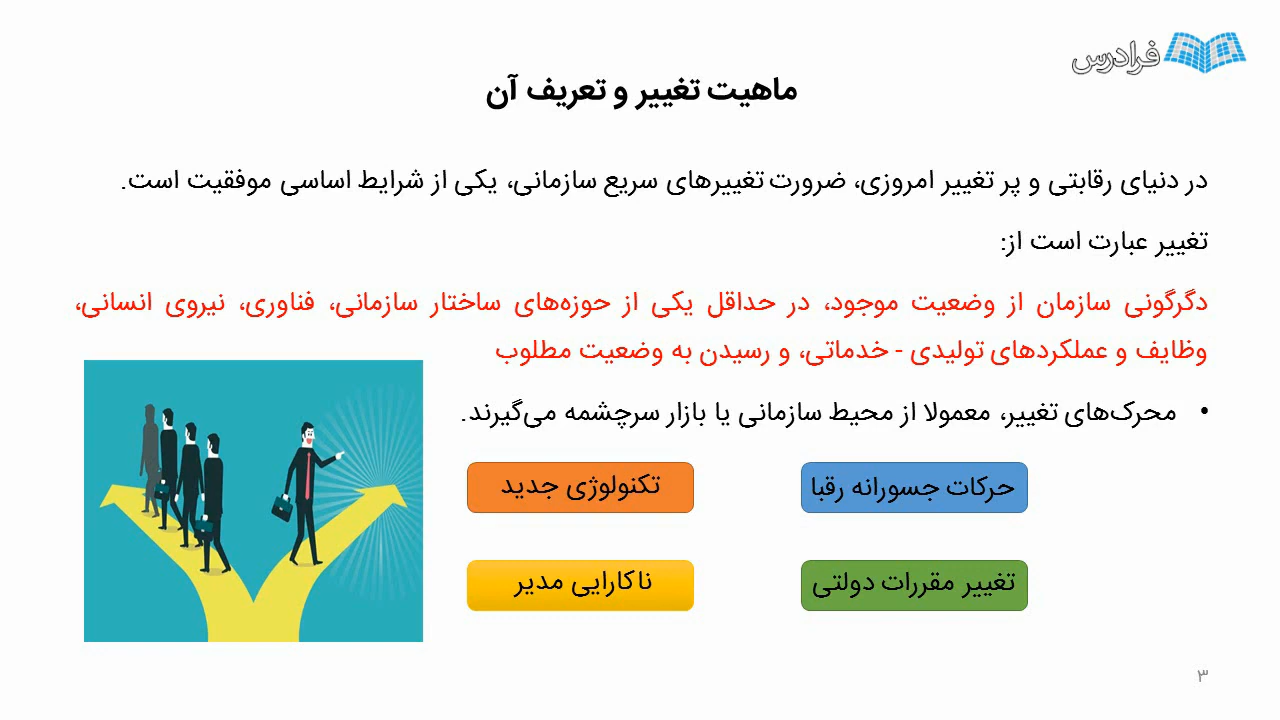 فرادرس
ماهیت تغییر و تعریف آن
در دنیای رقابتی و پر تغییر امروزی، ضرورت تغییرهای سریع سازمانی، یکی از شرایط اساسی موفقیت است.
تغییر عبارت است از:
دگرگونی سازمان از وضعیت موجود، در حداقل یکی از حوزه‌های ساختار سازمانی، فناوری، نیروی انسانی،
وظایف و عملکردهای تولیدی - خدماتی، و رسیدن به وضعیت مطلوب
• محرک‌های تغییر، معمولا از محیط سازمانی یا بازار سرچشمه می‌گیرند.
حرکات جسورانه رقبا
تکنولوژی جدید
تغییر مقررات دولتی
ناکارایی مدیر
۳